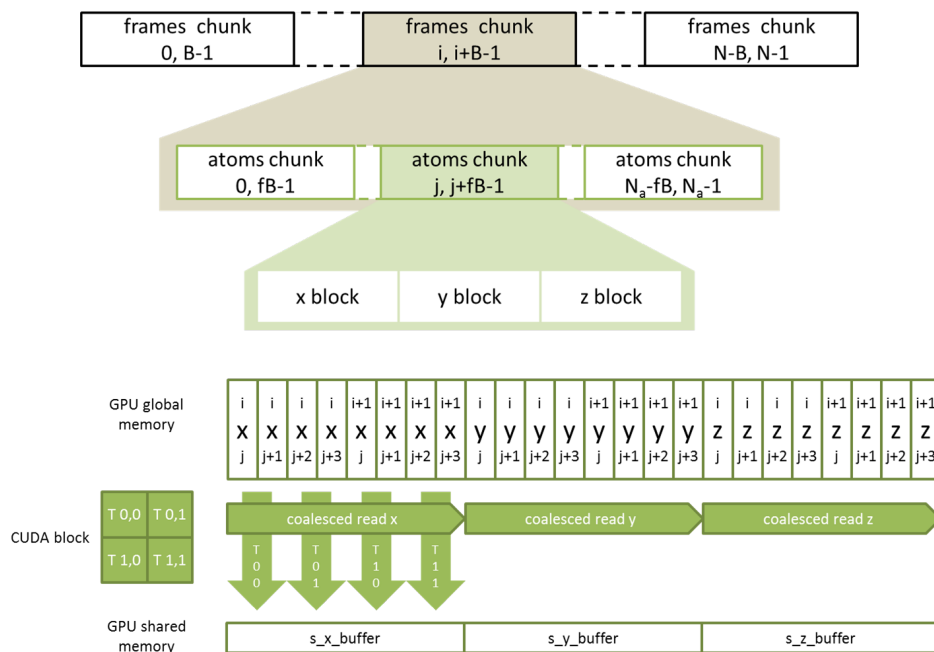 frames chunk
0, B-1
frames chunk
i, i+B-1
frames chunk
N-B, N-1
atoms chunk
0, fB-1
atoms chunk
j, j+fB-1
atoms chunk
Na-fB, Na-1
x block
y block
z block
GPU global
memory
i i i i i+1 i+1 i+1 i+1 i i i i i+1 i+1 i+1 i+1 i i i i i+1 i+1 i+1 i+1
x x x x x x x x y y y y y y y y z z z z z z z z
j j+1 j+2 j+3 j j+1 j+2 j+3 j j+1 j+2 j+3 j j+1 j+2 j+3 j j+1 j+2 j+3 j j+1 j+2 j+3
CUDA block
T 0,0 T 0,1
T 1,0 T 1,1
coalesced read x
coalesced read y
coalesced read z
T 0 0
T 0 1
T 1 0
T 1 1
GPU shared
memory
s_x_buffer
s_y_buffer
s_z_buffer